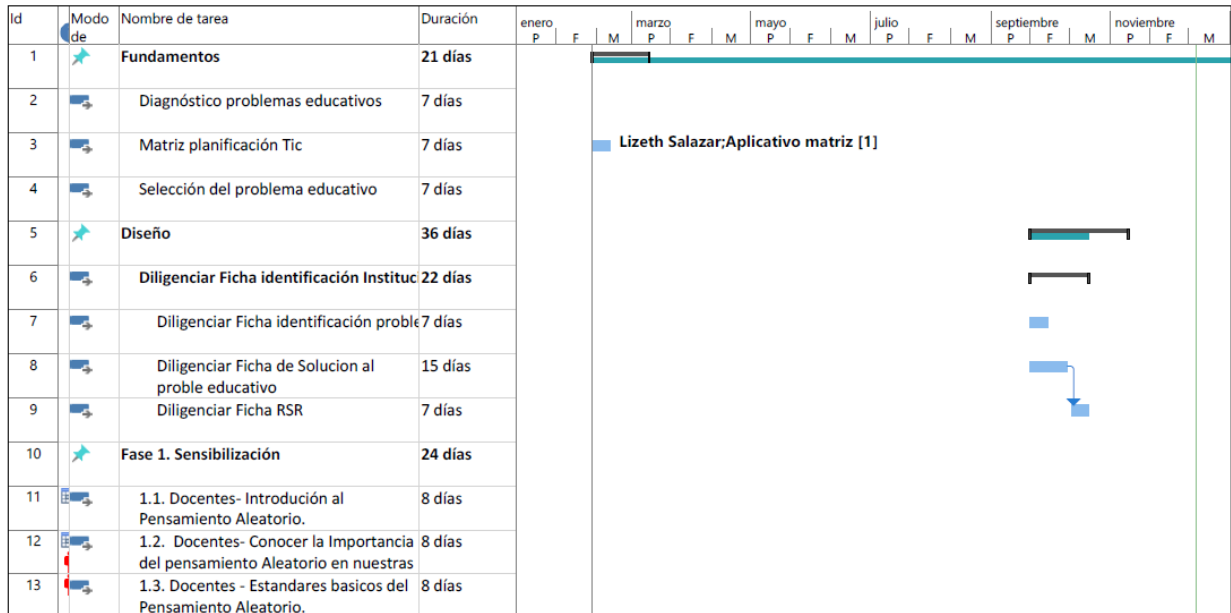 Id Modo de Nombre de tarea Duración enero marzo mayo julio septiembre noviembre
P F M P F M P F M P F M P F M P F M
1 Fundamentos 21 días
2 Diagnóstico problemas educativos 7 días
3 Matriz planificación Tic 7 días Lizeth Salazar;Aplicativo matriz [1]
4 Selección del problema educativo 7 días
5 Diseño 36 días
6 Diligenciar Ficha identificación Instituc 22 días
7 Diligenciar Ficha identificación proble 7 días
8 Diligenciar Ficha de Solucion al 15 días
proble educativo
9 Diligenciar Ficha RSR 7 días
10 Fase 1. Sensibilización 24 días
11 1.1. Docentes- Introdución al 8 días
Pensamiento Aleatorio.
12 1.2. Docentes- Conocer la Importancia 8 días
del pensamiento Aleatorio en nuestras
13 1.3. Docentes - Estandares basicos del 8 días
Pensamiento Aleatorio.